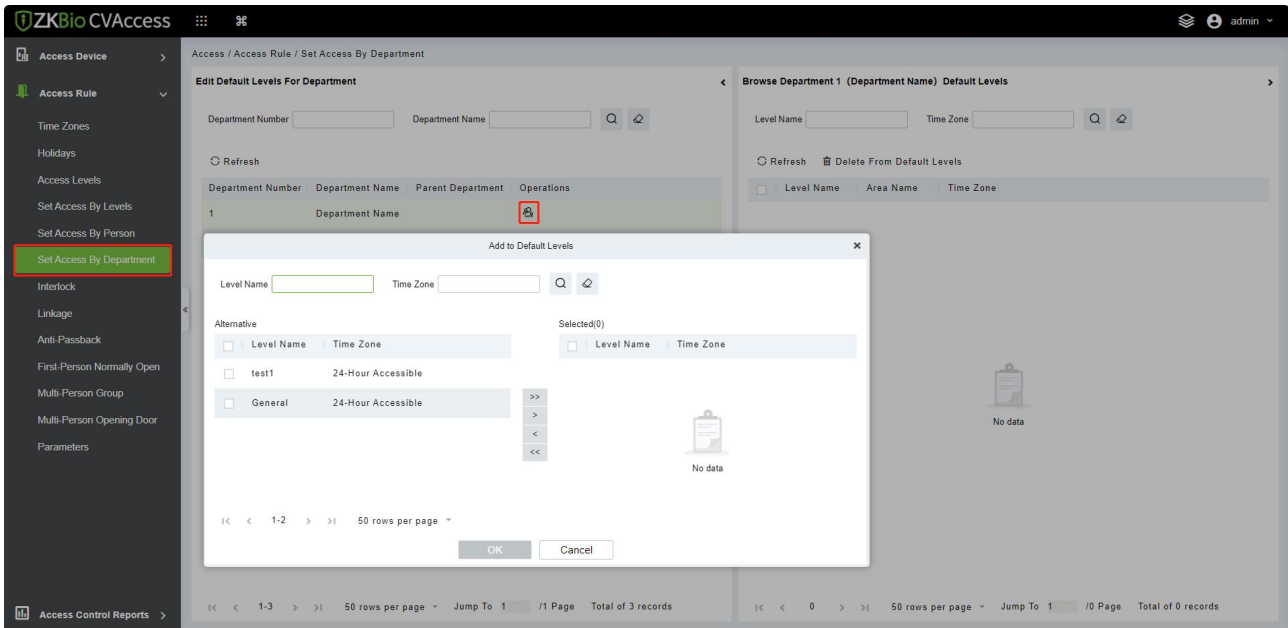 ZKBio CVAccess
admin
Access Device
Access Rule
Time Zones
Holidays
Access Levels
Set Access By Levels
Set Access By Person
Set Access By Department
Interlock
Linkage
Anti-Passback
First-Person Normally Open
Multi-Person Group
Multi-Person Opening Door
Parameters
Access Control Reports >
Access / Access Rule / Set Access By Department
Edit Default Levels For Department
Department Number Department Name
Refresh
Department Number Department Name Parent Department Operations
1 Department Name
Browse Department 1 (Department Name) Default Levels
Level Name Time Zone
Refresh Delete From Default Levels
Level Name Area Name Time Zone
No data
Add to Default Levels
Level Name Time Zone
Alternative
Level Name Time Zone
test1 24-Hour Accessible
General 24-Hour Accessible
>>
>
<
<<
Selected(0)
Level Name Time Zone
No data
|< < 1-2 > >| 50 rows per page
OK Cancel
|< < 1-3 > >| 50 rows per page Jump To 1 /1 Page Total of 3 records
|< < 0 > >| 50 rows per page Jump To 1 /0 Page Total of 0 records